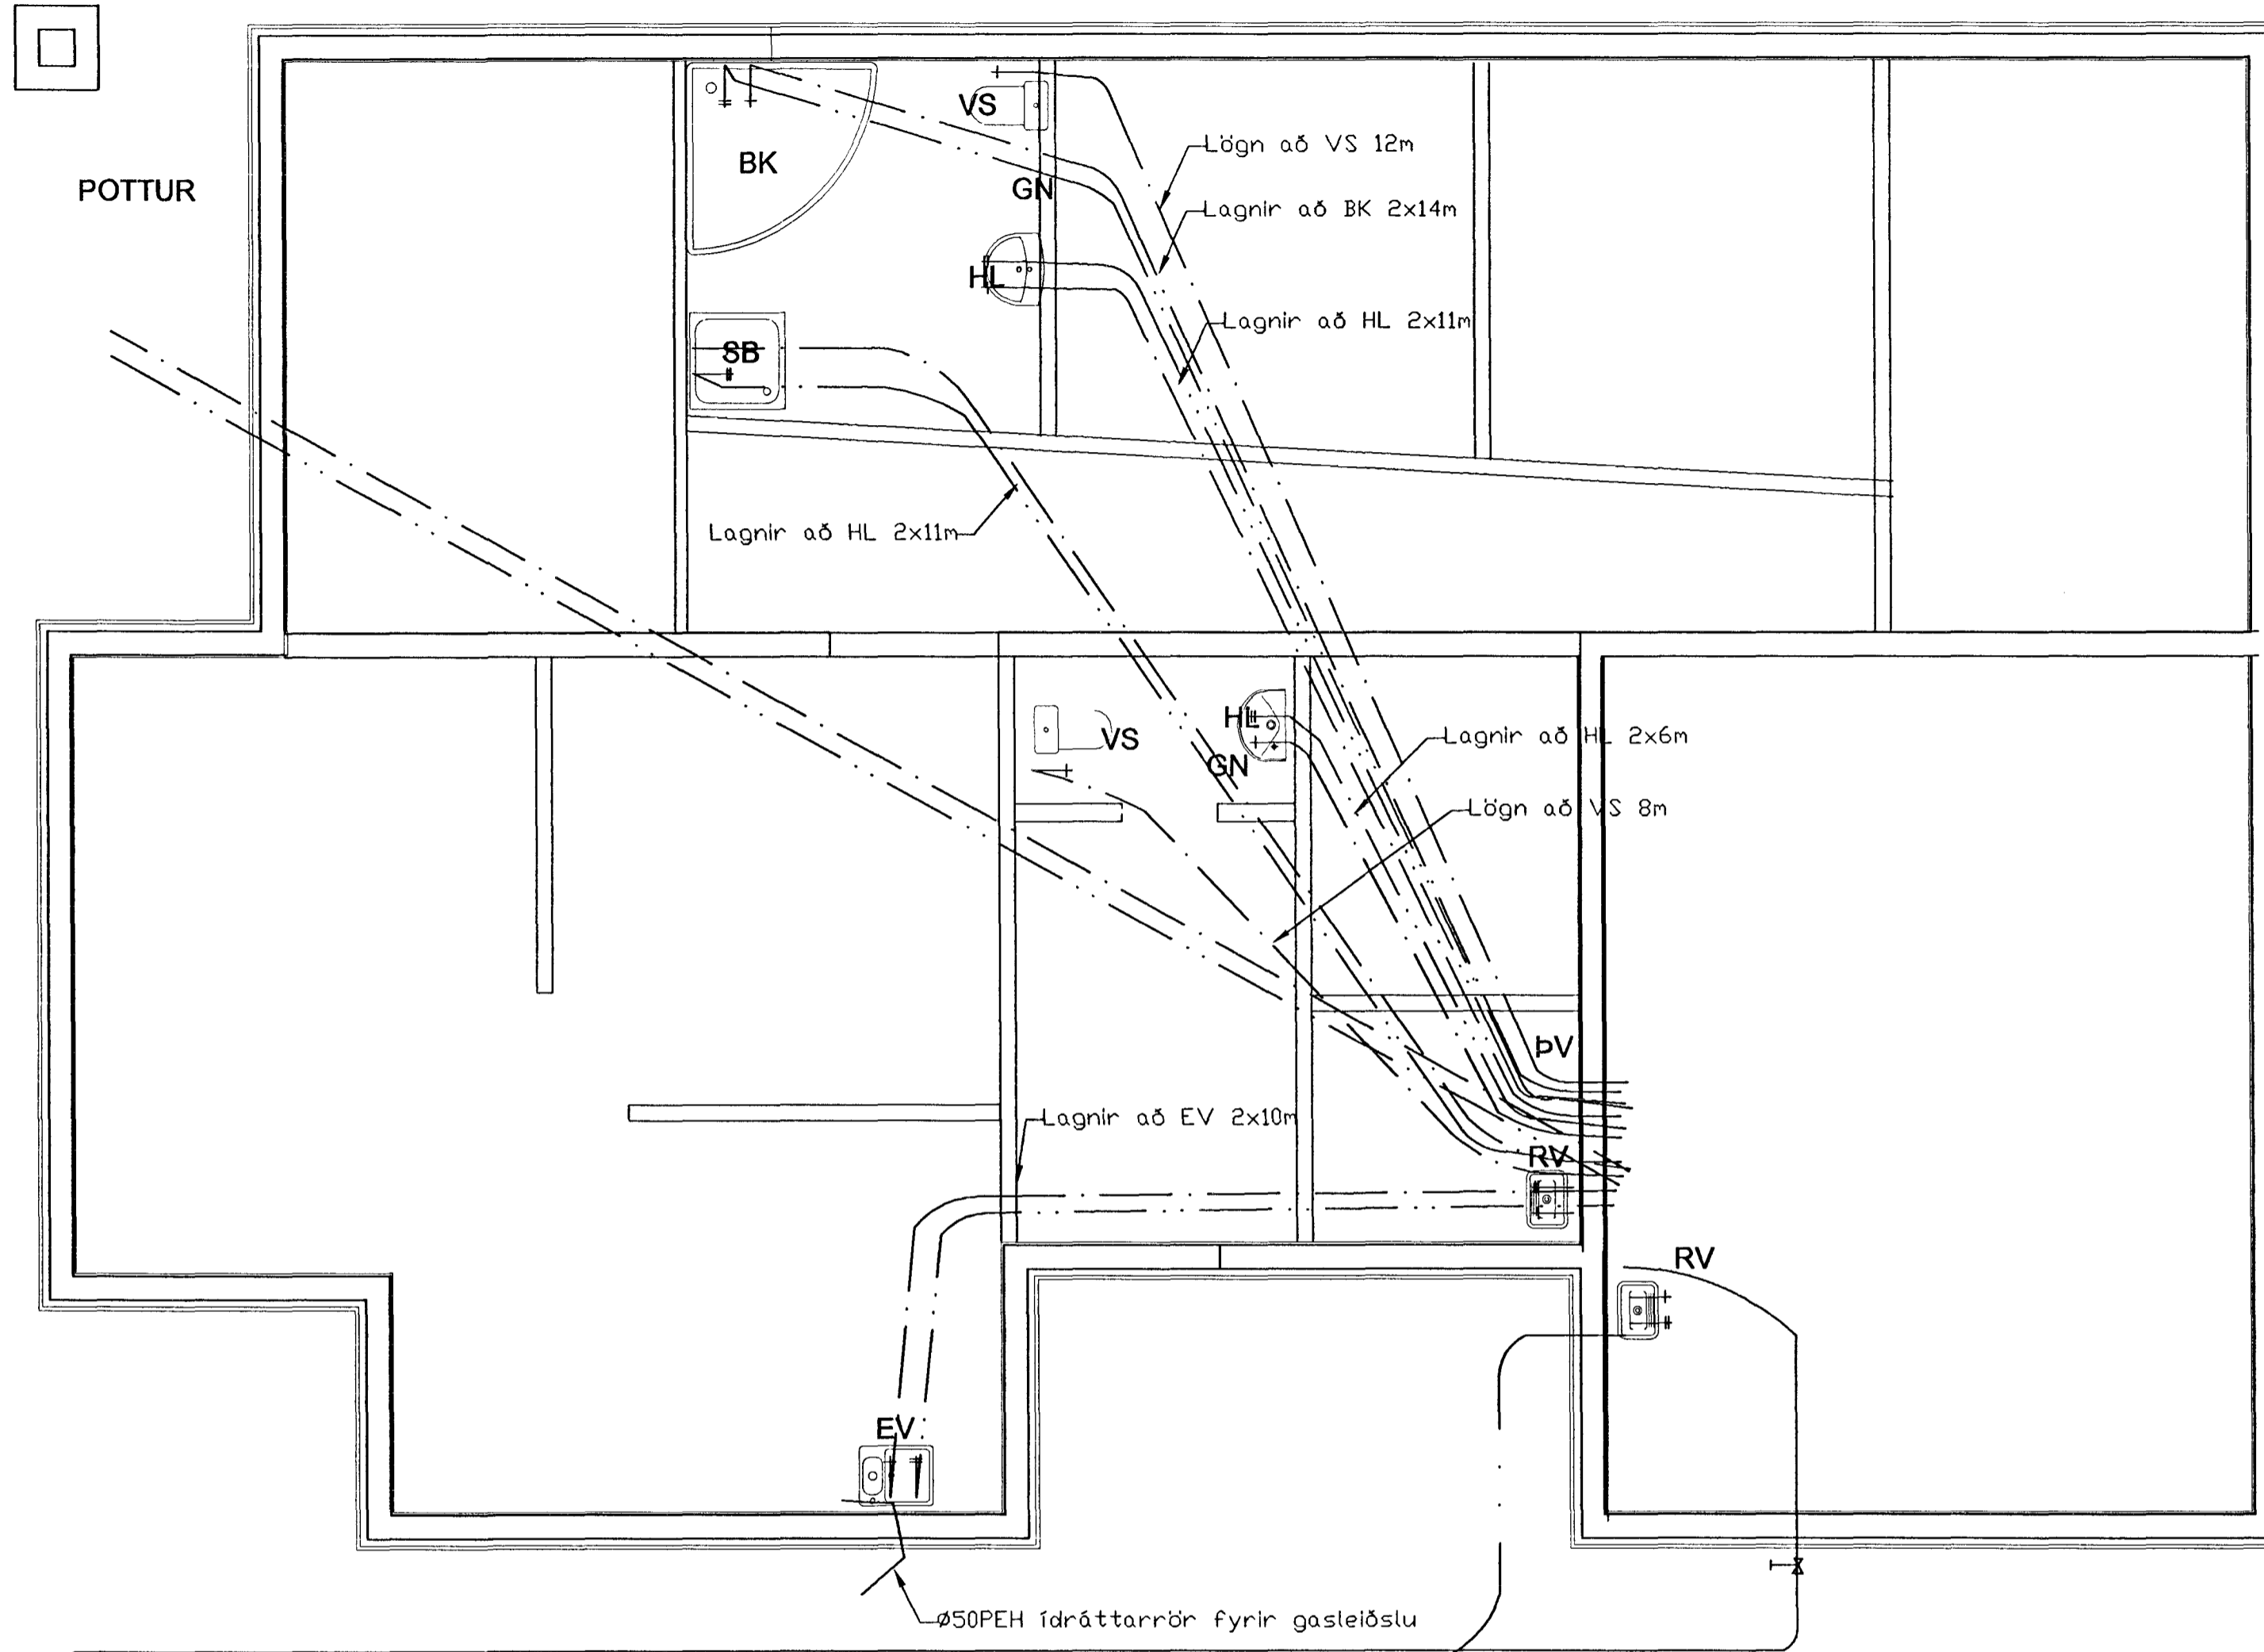 VS
Lögn að VS 12m
BK
POTTUR
GN
Lagnir að BK 2x14m
HL
Lagnir að HL 2x11m
SB
Lagnir að HL 2x11m
HL
VS
Lagnir að HL 2x6m
GN
Lögn að VS 8m
ÞV
Lagnir að EV 2x10m
RV
RV
EV
Ø50PEH ídráttarrör fyrir gasleiðslu